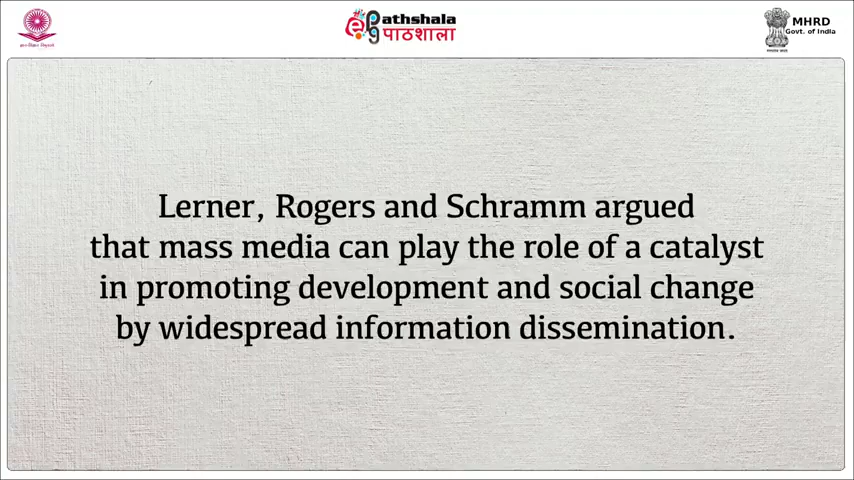 epgPathshala
पाठशाला
MHRD
Govt. of India
Lerner, Rogers and Schramm argued
that mass media can play the role of a catalyst
in promoting development and social change
by widespread information dissemination.